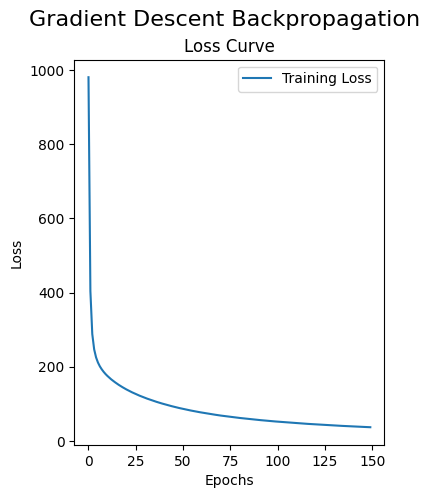 Gradient Descent Backpropagation
Loss Curve
Training Loss
1000
800
600
400
200
0
Loss
0 25 50 75 100 125 150
Epochs